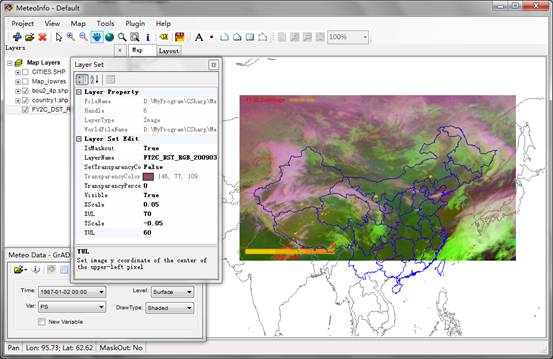 MeteoInfo - Default
Project View Map Tools Plugin Help
A 100%
Layers
Map Layout
Map Layers
CITIES.SHP
Map_lowres
bou2_4p.shp
country1.shp
FY2C_DST_R
Layer Set
Layer Property
FileName D:\MyProgram\CSharp\Me
Handle 6
LayerType Image
WorldFileName D:\MyProgram\CSharp\Me
Layer Set Edit
IsMaskout True
LayerName FY2C_DST_RGB_200903
SetTransparencyCo False
TransparencyColor 146, 77, 109
TransparencyPerce 0
Visible True
XScale 0.05
XUL 70
YScale -0.05
YUL 60
YUL
Set image y coordinate of the center of
the upper-left pixel
Meteo Data - GrAD
Time: 1987-01-02 00:00 Level: Surface
Var: PS DrawType: Shaded
New Variable
Pan Lon: 95.73; Lat: 62.62 MaskOut: No